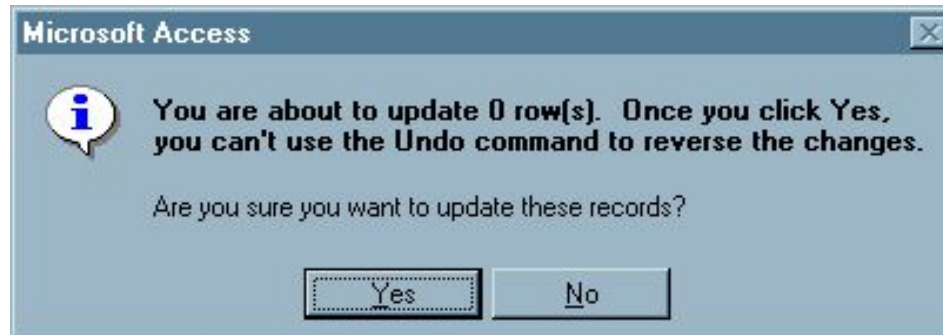 Microsoft Access
You are about to update 0 row(s).  Once you click Yes,
you can't use the Undo command to reverse the changes.
Are you sure you want to update these records?
Yes
No